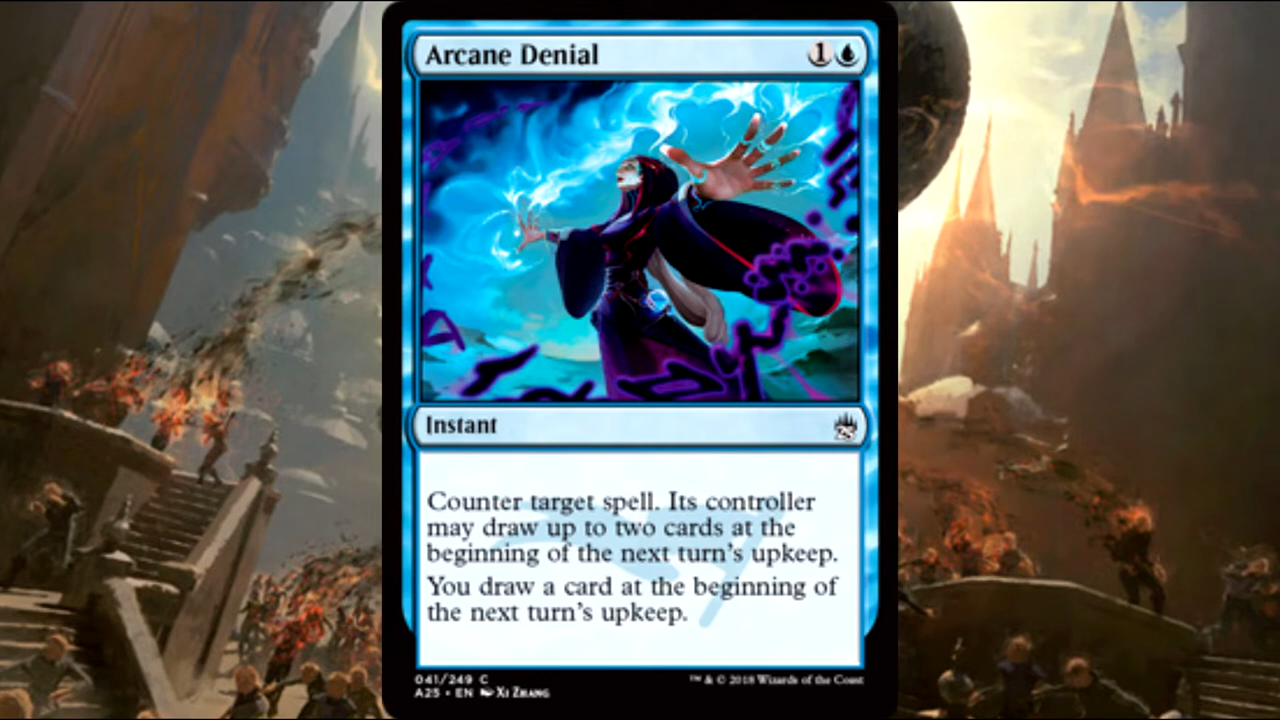 Arcane Denial 1
Instant
Counter target spell. Its controller
may draw up to two cards at the
beginning of the next turn's upkeep.
You draw a card at the beginning of
the next turn's upkeep.
041/249 C
A25 • EN Xi Zhang
™ & © 2018 Wizards of the Coast